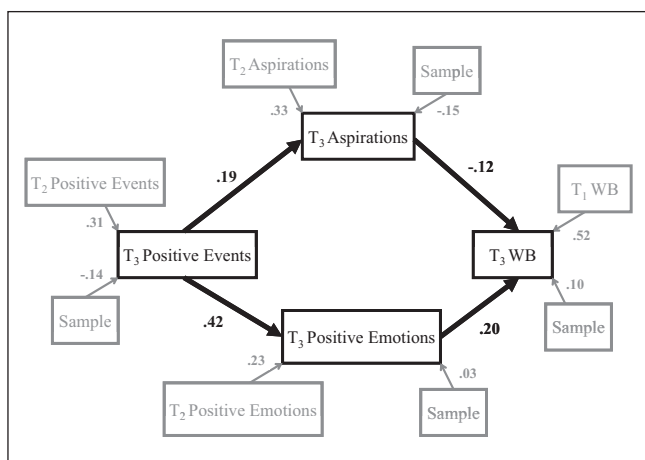 T₂ Aspirations
Sample
.33
-.15
T₃ Aspirations
T₂ Positive Events
.19
-.12
T₁ WB
.31
.52
T₃ Positive Events
T₃ WB
-.14
.10
Sample
.42
T₃ Positive Emotions
.20
Sample
.23
.03
T₂ Positive Emotions
Sample